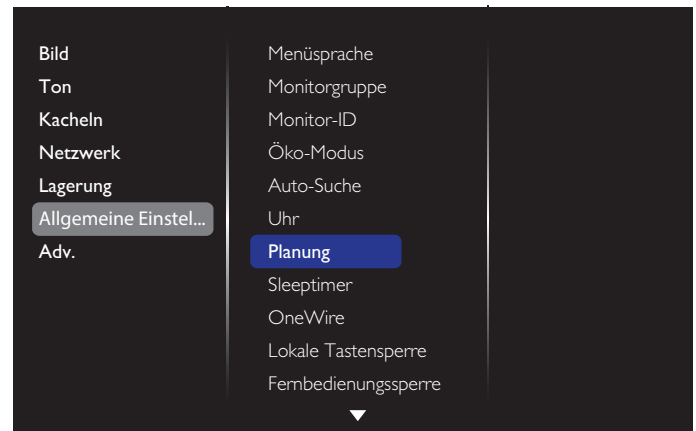 Bild
Ton
Kacheln
Netzwerk
Lagerung
Allgemeine Einstel...
Adv.
Menüsprache
Monitorgruppe
Monitor-ID
Öko-Modus
Auto-Suche
Uhr
Planung
Sleeptimer
OneWire
Lokale Tastensperre
Fernbedienungssperre